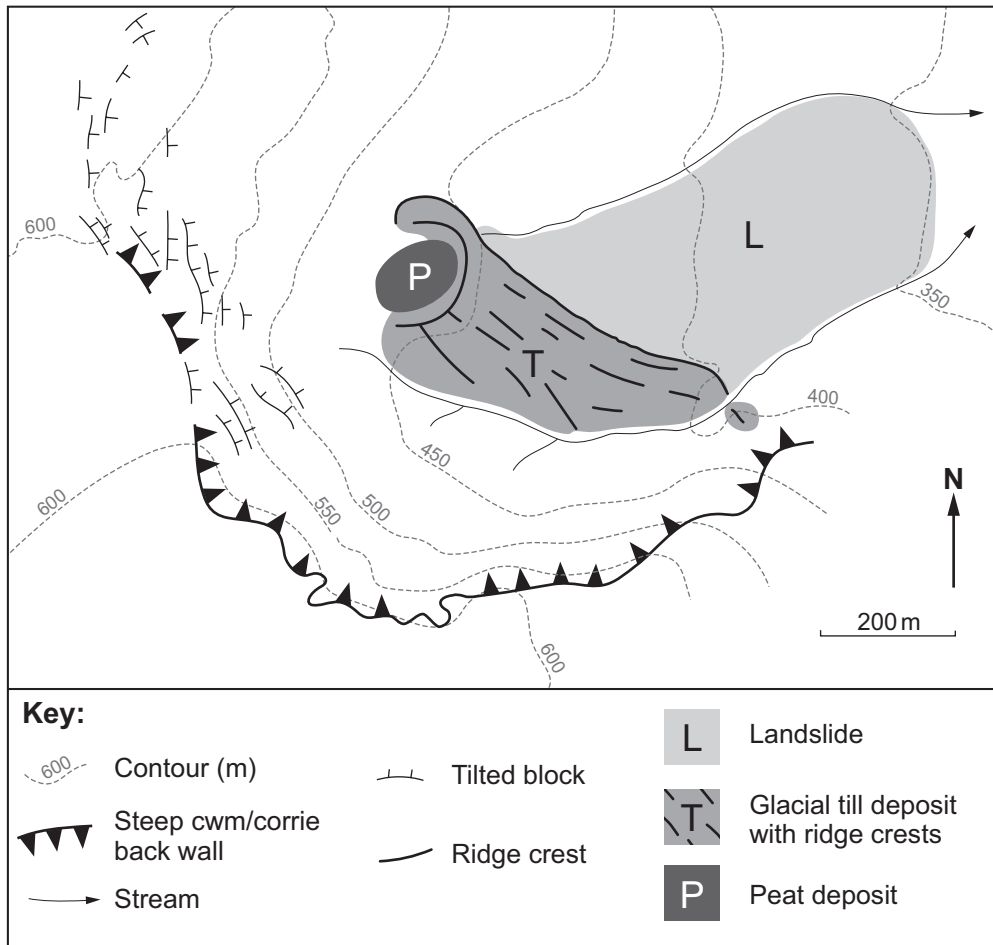 600
P
L
T
350
400
450
500
550
600
600
N
200 m
Key:
600
Contour (m)
Steep cwm/corrie
back wall
Stream
Tilted block
Ridge crest
L
Landslide
T
Glacial till deposit
with ridge crests
P
Peat deposit